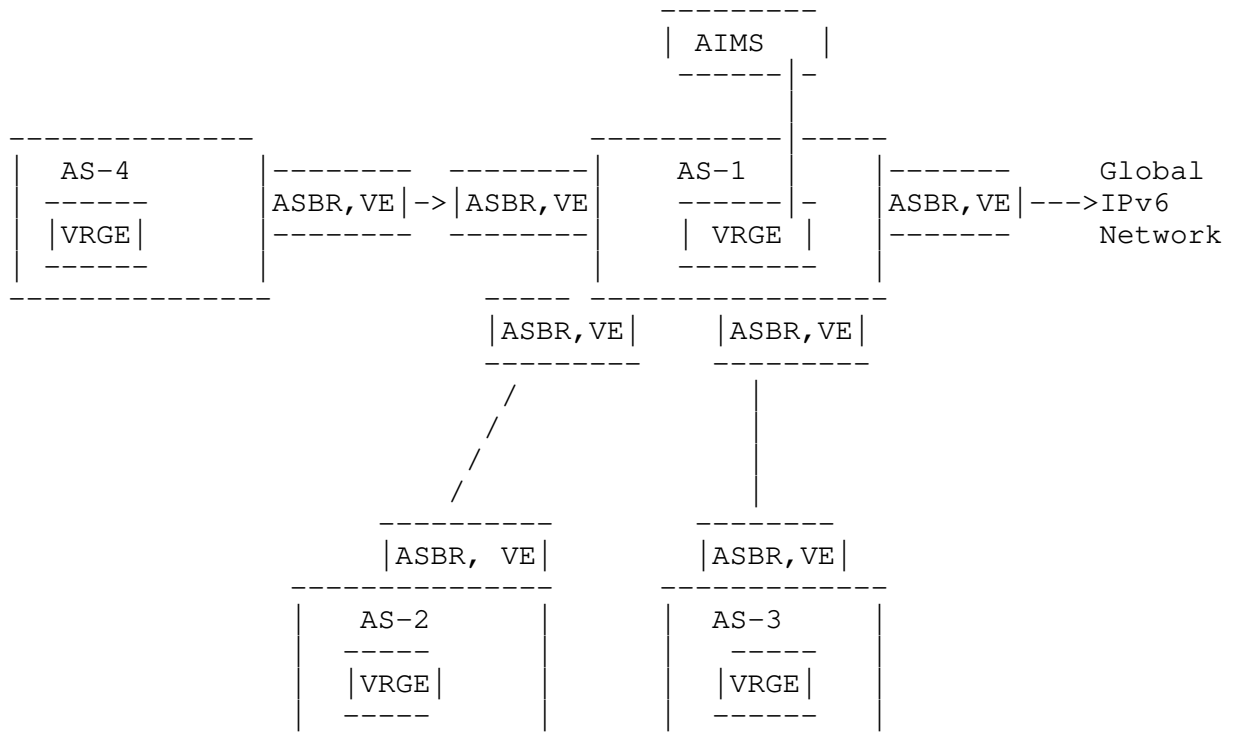 AIMS
AS-4 AS-1 Global
ASBR,VE -> ASBR,VE ASBR,VE --->IPv6
VRGE VRGE Network
ASBR,VE ASBR,VE
ASBR, VE ASBR,VE
AS-2 AS-3
VRGE VRGE